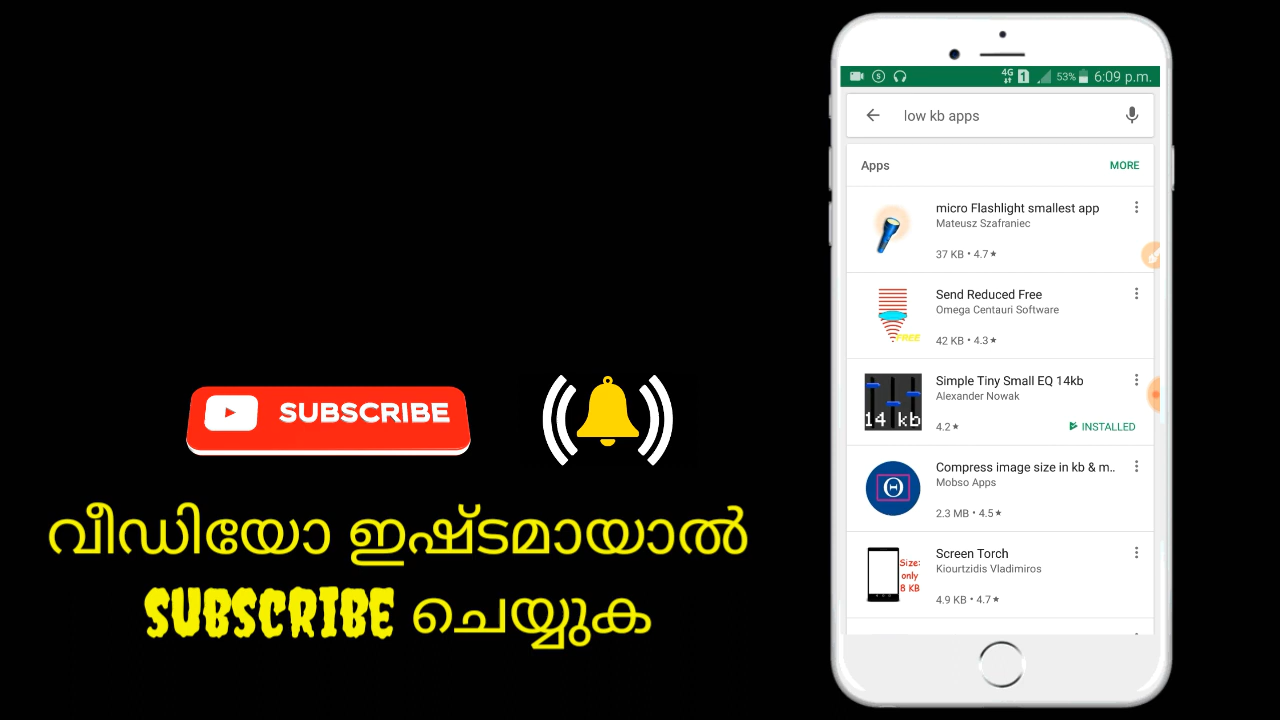 SUBSCRIBE
വീഡിയോ ഇഷ്ടമായാൽ
SUBSCRIBE ചെയ്യുക
4G 1 53% 6:09 p.m.
low kb apps
Apps MORE
micro Flashlight smallest app
Mateusz Szafraniec
37 KB • 4.7★
Send Reduced Free
Omega Centauri Software
FREE
42 KB • 4.3★
Simple Tiny Small EQ 14kb
Alexander Nowak
14 kb
4.2★ INSTALLED
Compress image size in kb & m..
Mobso Apps
2.3 MB • 4.5★
Screen Torch
Kiourtzidis Vladimiros
Size:
only
8 KB
4.9 KB • 4.7★